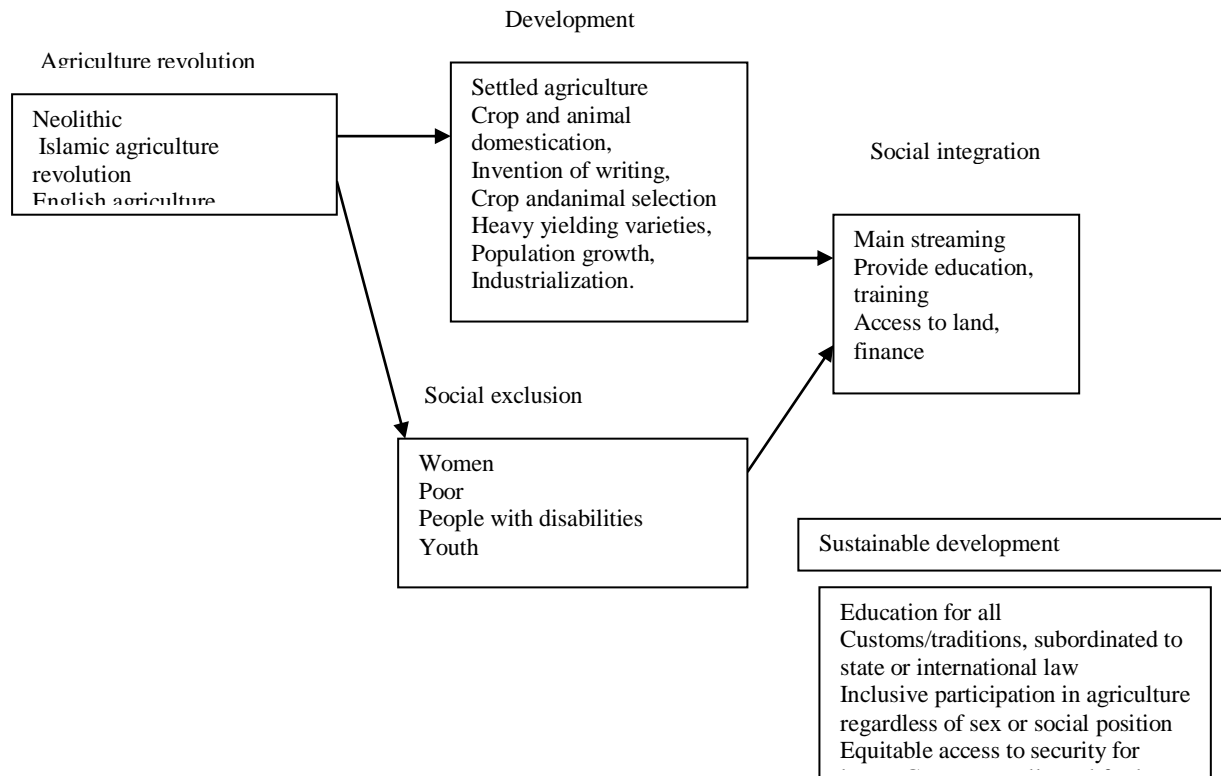 Development
Agriculture revolution
Neolithic
Islamic agriculture
revolution
English agriculture
Settled agriculture
Crop and animal
domestication,
Invention of writing,
Crop andanimal selection
Heavy yielding varieties,
Population growth,
Industrialization.
Social integration
Main streaming
Provide education,
training
Access to land,
finance
Social exclusion
Women
Poor
People with disabilities
Youth
Sustainable development
Education for all
Customs/traditions, subordinated to
state or international law
Inclusive participation in agriculture
regardless of sex or social position
Equitable access to security for